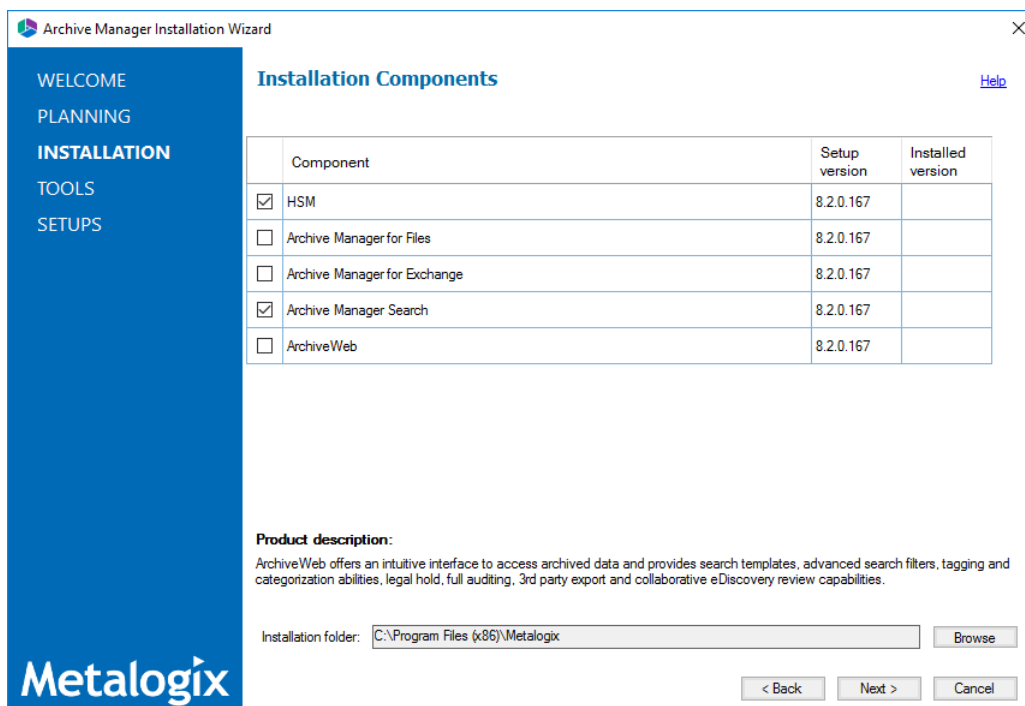 Archive Manager Installation Wizard
WELCOME
PLANNING
INSTALLATION
TOOLS
SETUPS
Installation Components
Help
Component Setup version Installed version
HSM 8.2.0.167
Archive Manager for Files 8.2.0.167
Archive Manager for Exchange 8.2.0.167
Archive Manager Search 8.2.0.167
ArchiveWeb 8.2.0.167
Product description:
ArchiveWeb offers an intuitive interface to access archived data and provides search templates, advanced search filters, tagging and
categorization abilities, legal hold, full auditing, 3rd party export and collaborative eDiscovery review capabilities.
Installation folder: C:\Program Files (x86)\Metalogix Browse
Metalogix
< Back Next > Cancel